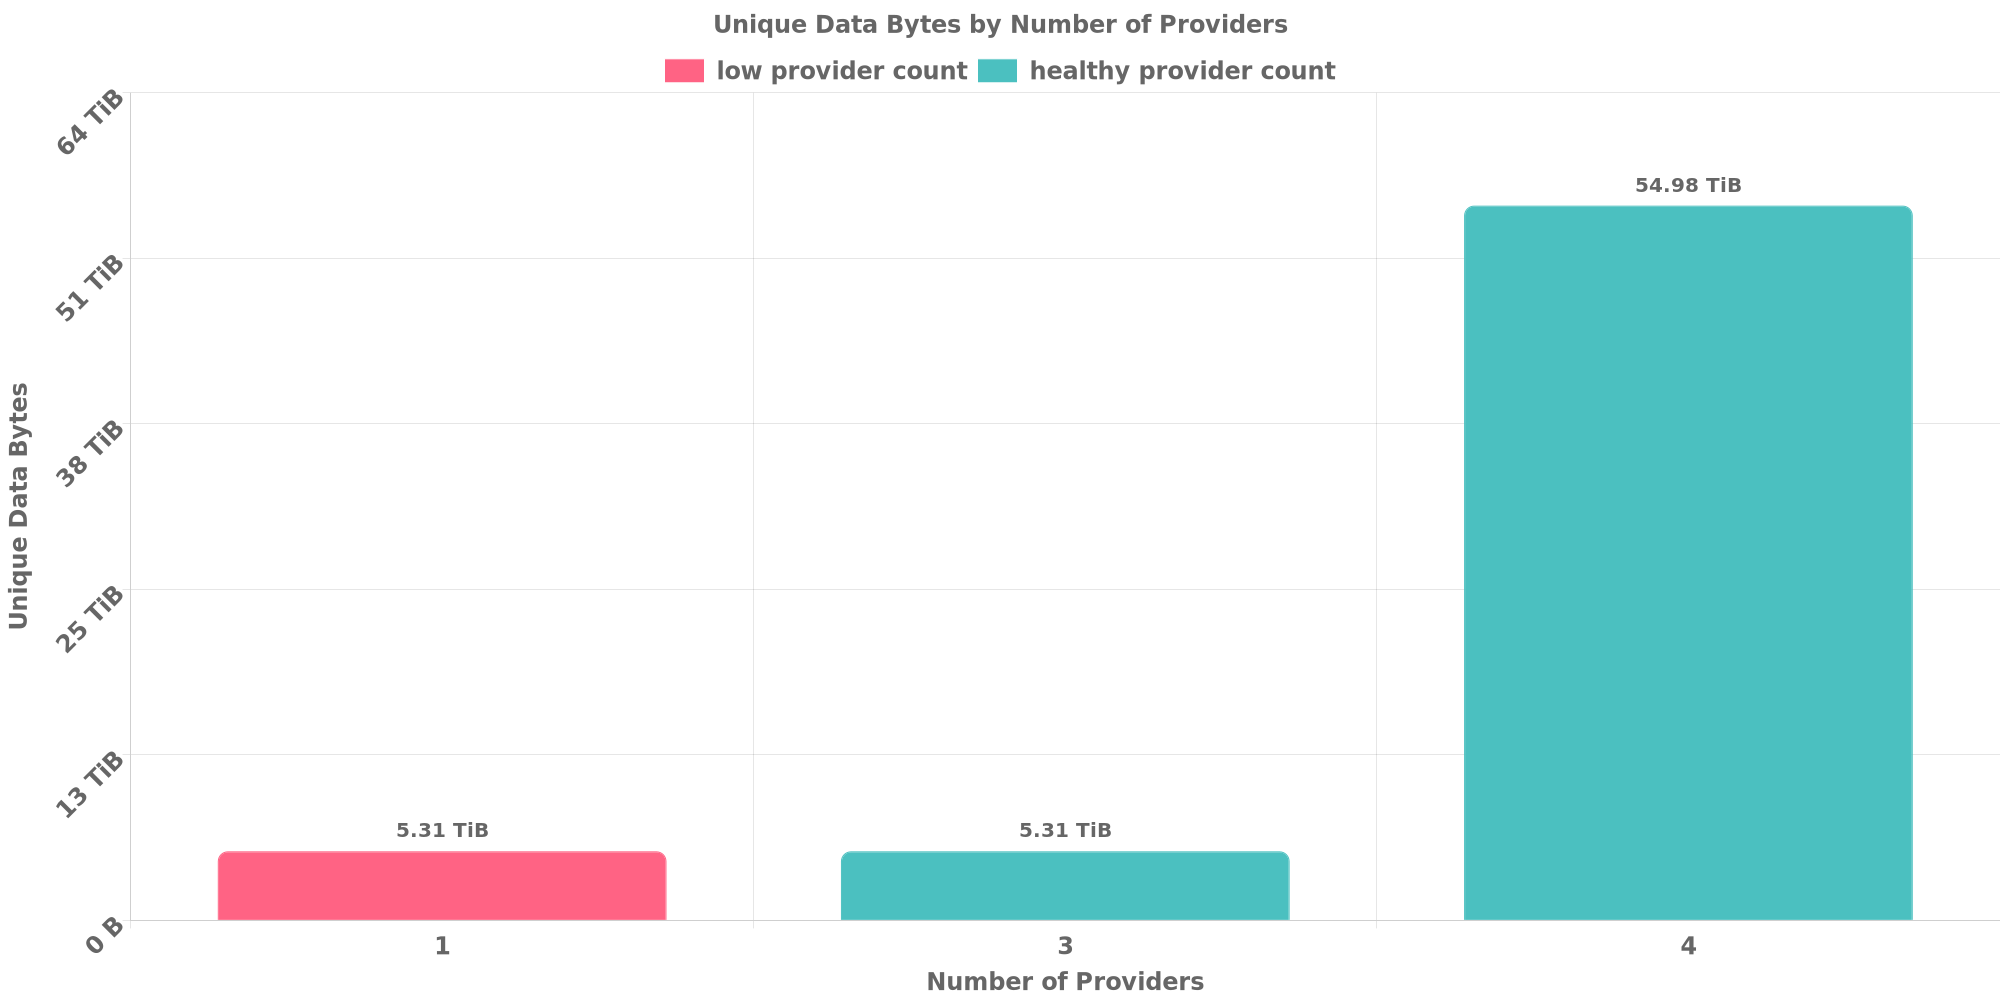 Unique Data Bytes by Number of Providers
low provider count healthy provider count
64 TiB
51 TiB
38 TiB
25 TiB
13 TiB
0 B
Unique Data Bytes
5.31 TiB
5.31 TiB
54.98 TiB
1 3 4
Number of Providers